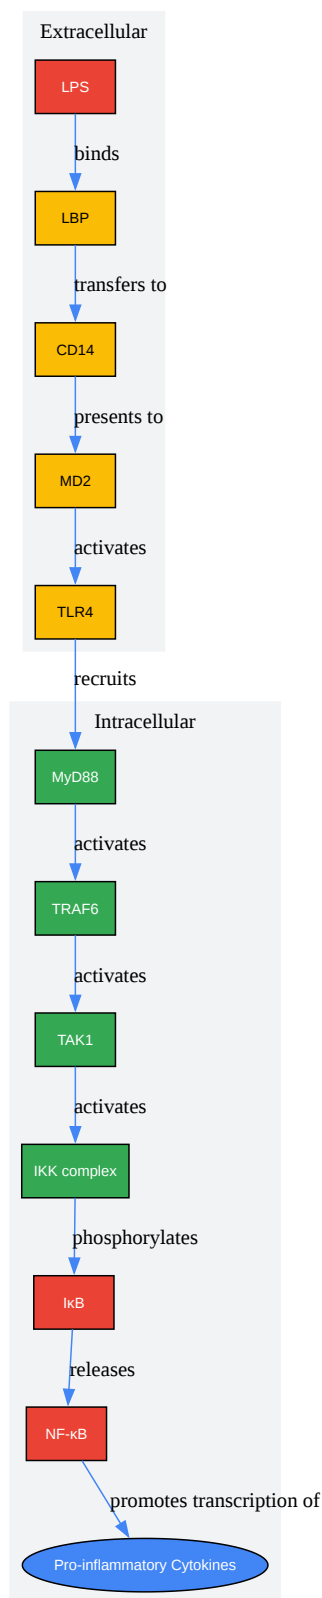 Extracellular
LPS
binds
LBP
transfers to
CD14
presents to
MD2
activates
TLR4
recruits
Intracellular
MyD88
activates
TRAF6
activates
TAK1
activates
IKK complex
phosphorylates
IκB
releases
NF-κB
promotes transcription of
Pro-inflammatory Cytokines